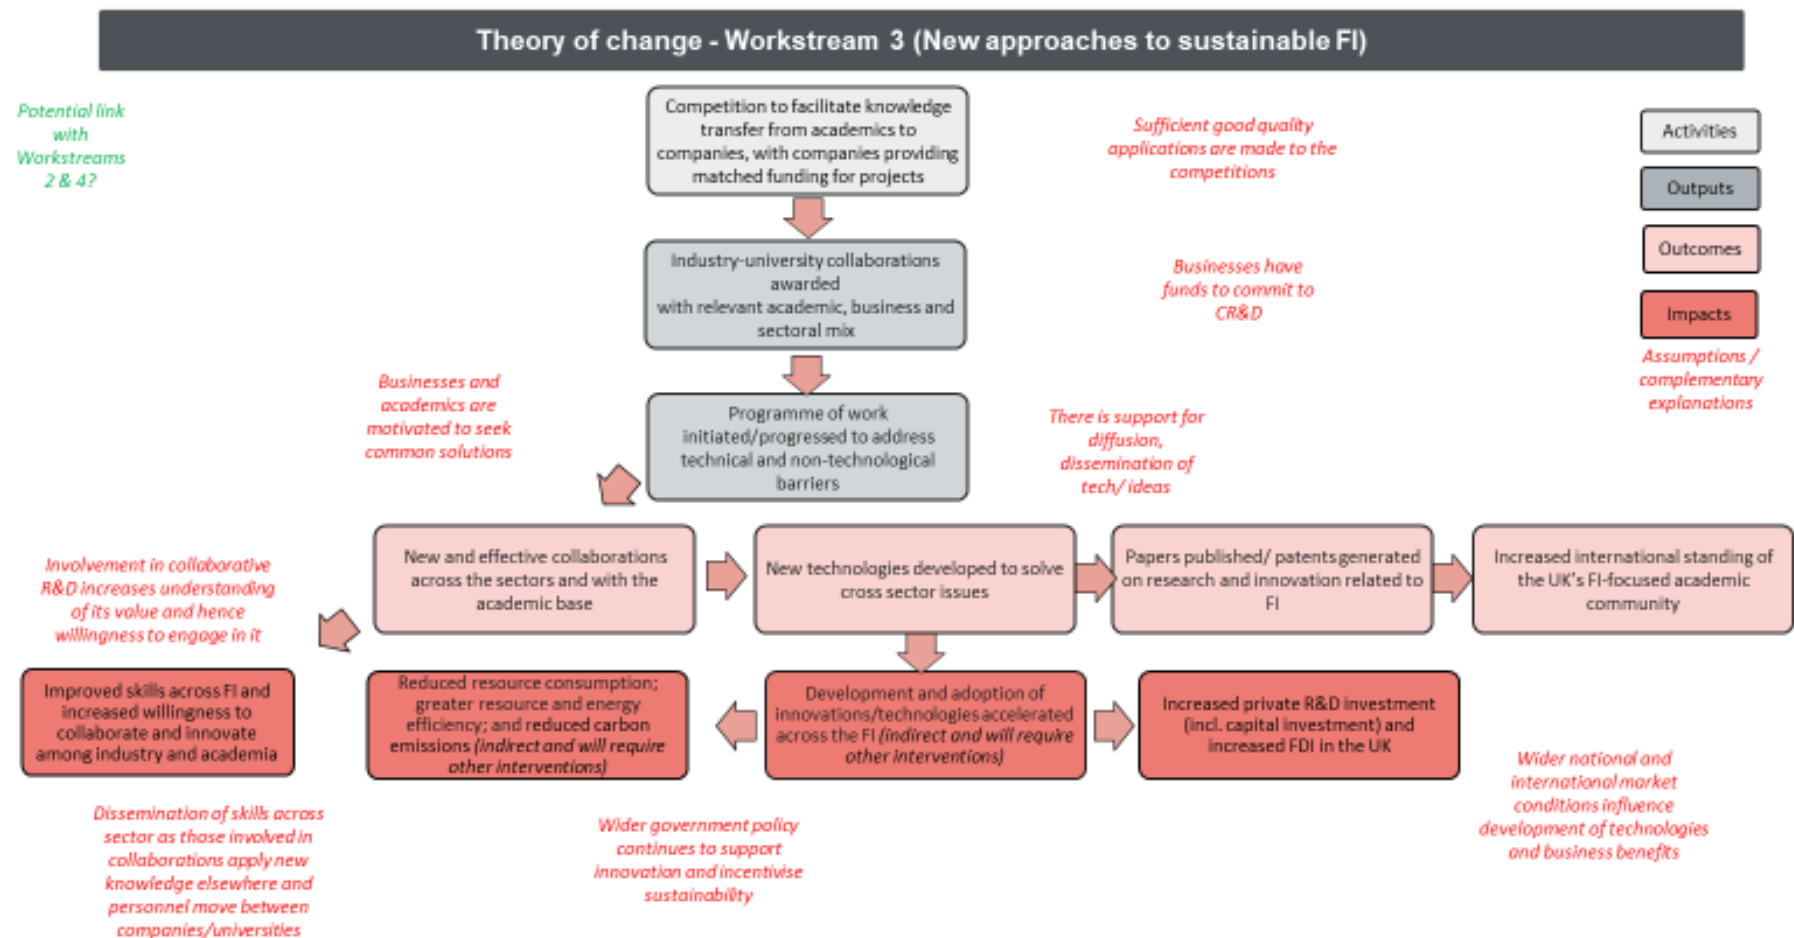 Theory of change - Workstream 3 (New approaches to sustainable FI)
Potential link
with
Workstreams
2 & 4?
Competition to facilitate knowledge
transfer from academics to
companies, with companies providing
matched funding for projects
Sufficient good quality
applications are made to the
competitions
Activities
Outputs
Outcomes
Impacts
Assumptions /
complementary
explanations
Industry-university collaborations
awarded
with relevant academic, business and
sectoral mix
Businesses have
funds to commit to
CR&D
Businesses and
academics are
motivated to seek
common solutions
Programme of work
initiated/progressed to address
technical and non-technological
barriers
There is support for
diffusion,
dissemination of
tech/ ideas
Involvement in collaborative
R&D increases understanding
of its value and hence
willingness to engage in it
New and effective collaborations
across the sectors and with the
academic base
New technologies developed to solve
cross sector issues
Papers published/ patents generated
on research and innovation related to
FI
Increased international standing of
the UK's FI-focused academic
community
Improved skills across FI and
increased willingness to
collaborate and innovate
among industry and academia
Reduced resource consumption;
greater resource and energy
efficiency; and reduced carbon
emissions (indirect and will require
other interventions)
Development and adoption of
innovations/technologies accelerated
across the FI (indirect and will require
other interventions)
Increased private R&D investment
(incl. capital investment) and
increased FDI in the UK
Dissemination of skills across
sector as those involved in
collaborations apply new
knowledge elsewhere and
personnel move between
companies/universities
Wider government policy
continues to support
innovation and incentivise
sustainability
Wider national and
international market
conditions influence
development of technologies
and business benefits